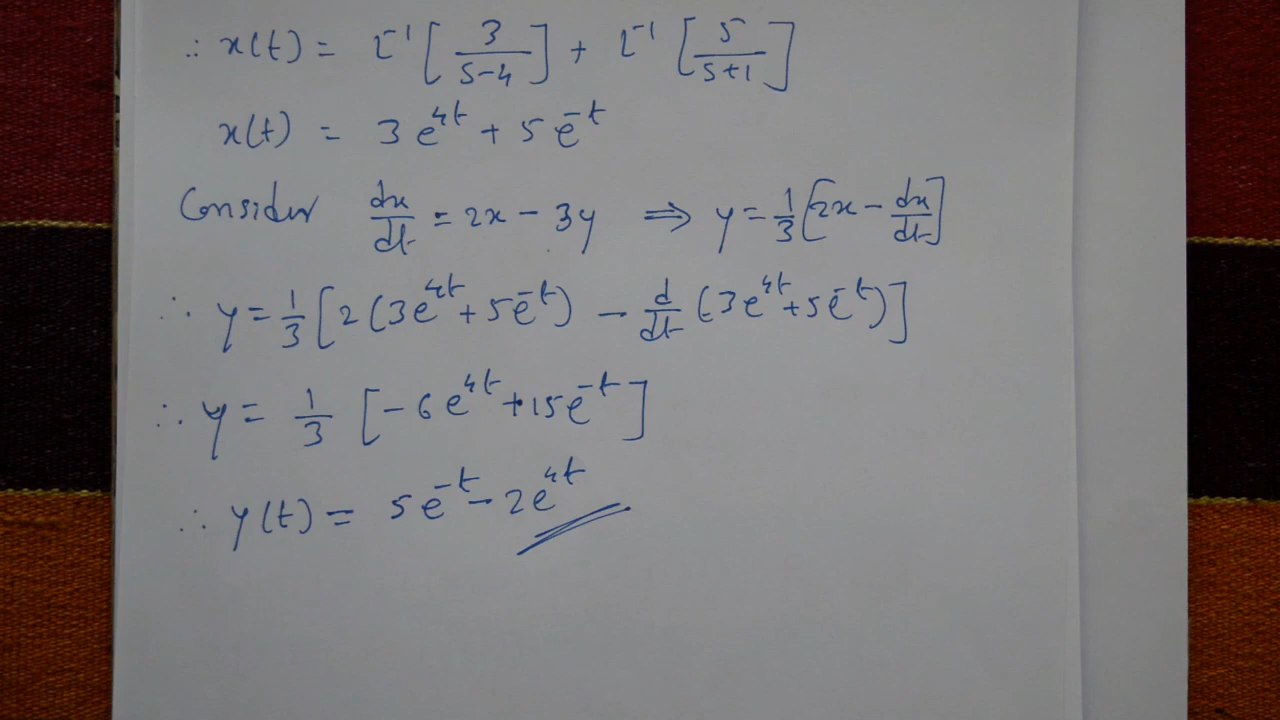 ∴ x(t) = L⁻¹ [ 3/(s-4) ] + L⁻¹ [ 5/(s+1) ]
x(t) = 3e^{4t} + 5e^{-t}
Consider dx/dt = 2x - 3y ⇒ y = 1/3 [2x - dx/dt]
∴ y = 1/3 [2(3e^{4t} + 5e^{-t}) - d/dt (3e^{4t} + 5e^{-t})]
∴ y = 1/3 [-6e^{4t} + 15e^{-t}]
∴ y(t) = 5e^{-t} - 2e^{4t}